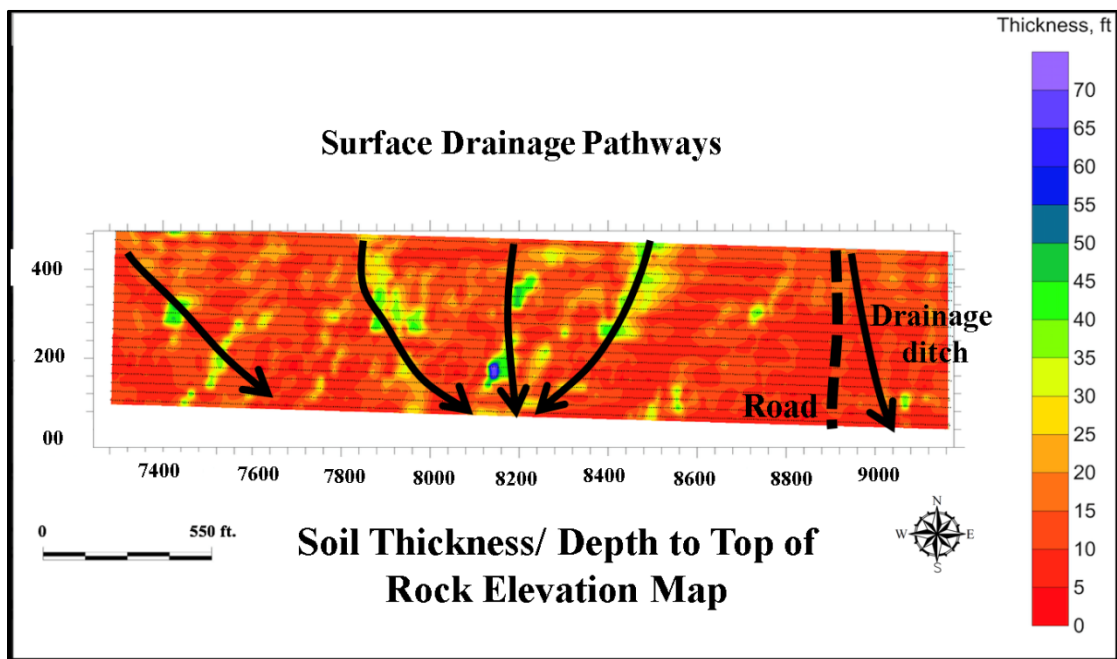 Thickness, ft
Surface Drainage Pathways
70
65
60
55
50
45
40
35
30
25
20
15
10
5
0
400
200
00
Drainage
ditch
Road
7400 7600 7800 8000 8200 8400 8600 8800 9000
0 550 ft.
N
W E
S
Soil Thickness/ Depth to Top of
Rock Elevation Map